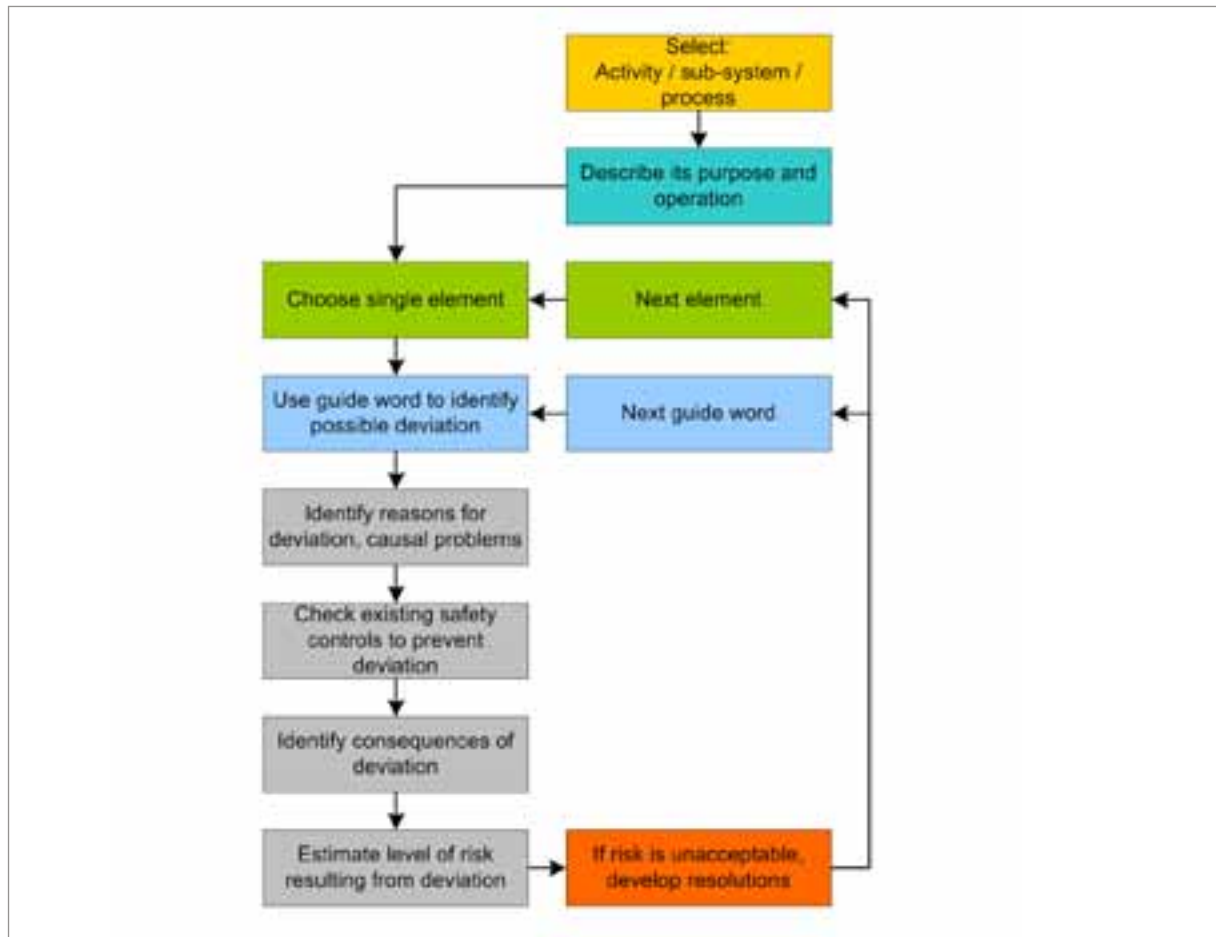 Select:
Activity / sub-system /
process
Describe its purpose and
operation
Choose single element
Next element
Use guide word to identify
possible deviation
Next guide word
Identify reasons for
deviation, causal problems
Check existing safety
controls to prevent
deviation
Identify consequences of
deviation
Estimate level of risk
resulting from deviation
If risk is unacceptable,
develop resolutions